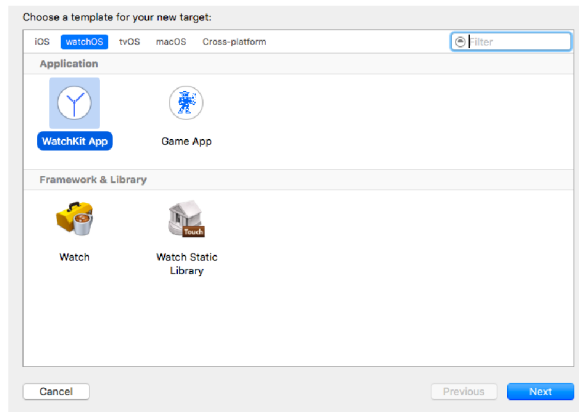 Choose a template for your new target:
iOS watchOS tvOS macOS Cross-platform Filter
Application
WatchKit App Game App
Framework & Library
Touch
Watch Watch Static
Library
Cancel Previous Next